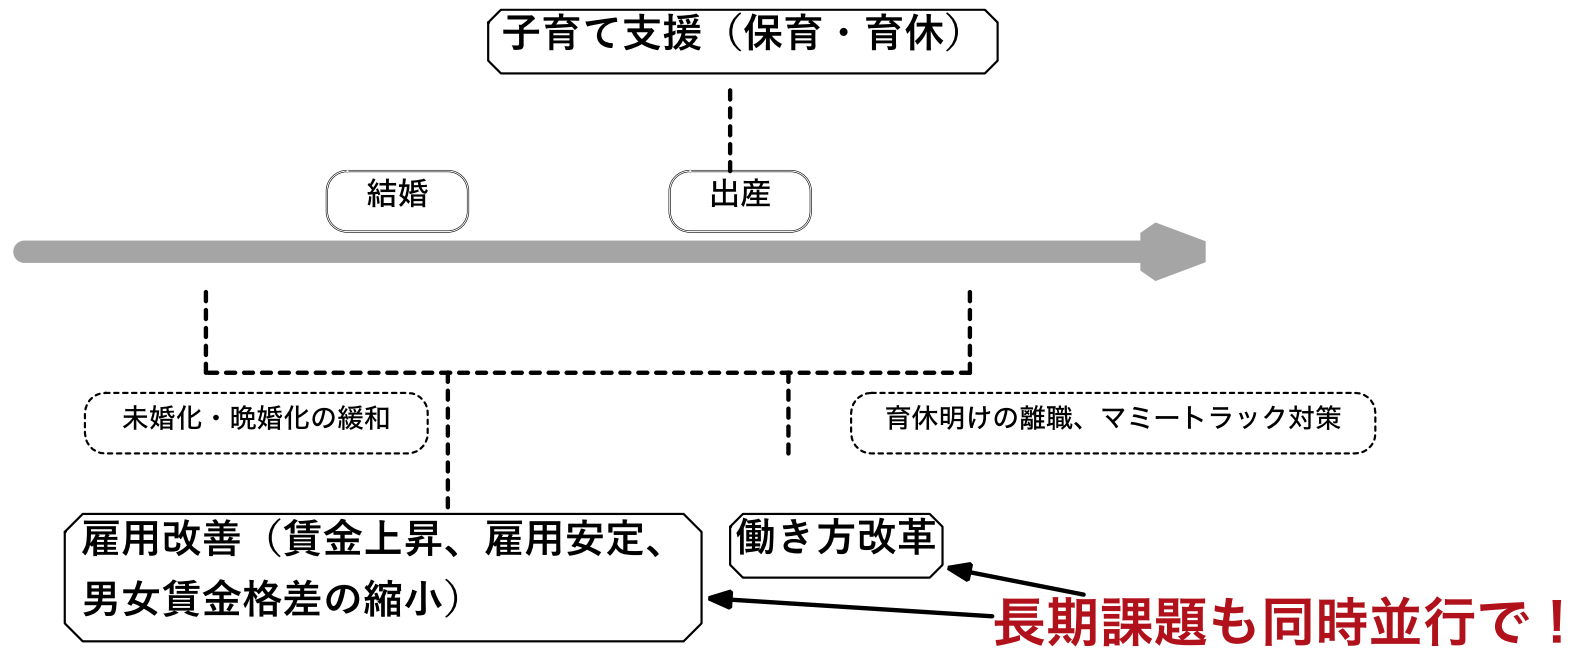 子育て支援（保育・育休）
結婚
出産
未婚化・晩婚化の緩和
育休明けの離職、マミートラック対策
雇用改善（賃金上昇、雇用安定、
男女賃金格差の縮小）
働き方改革
長期課題も同時並行で！